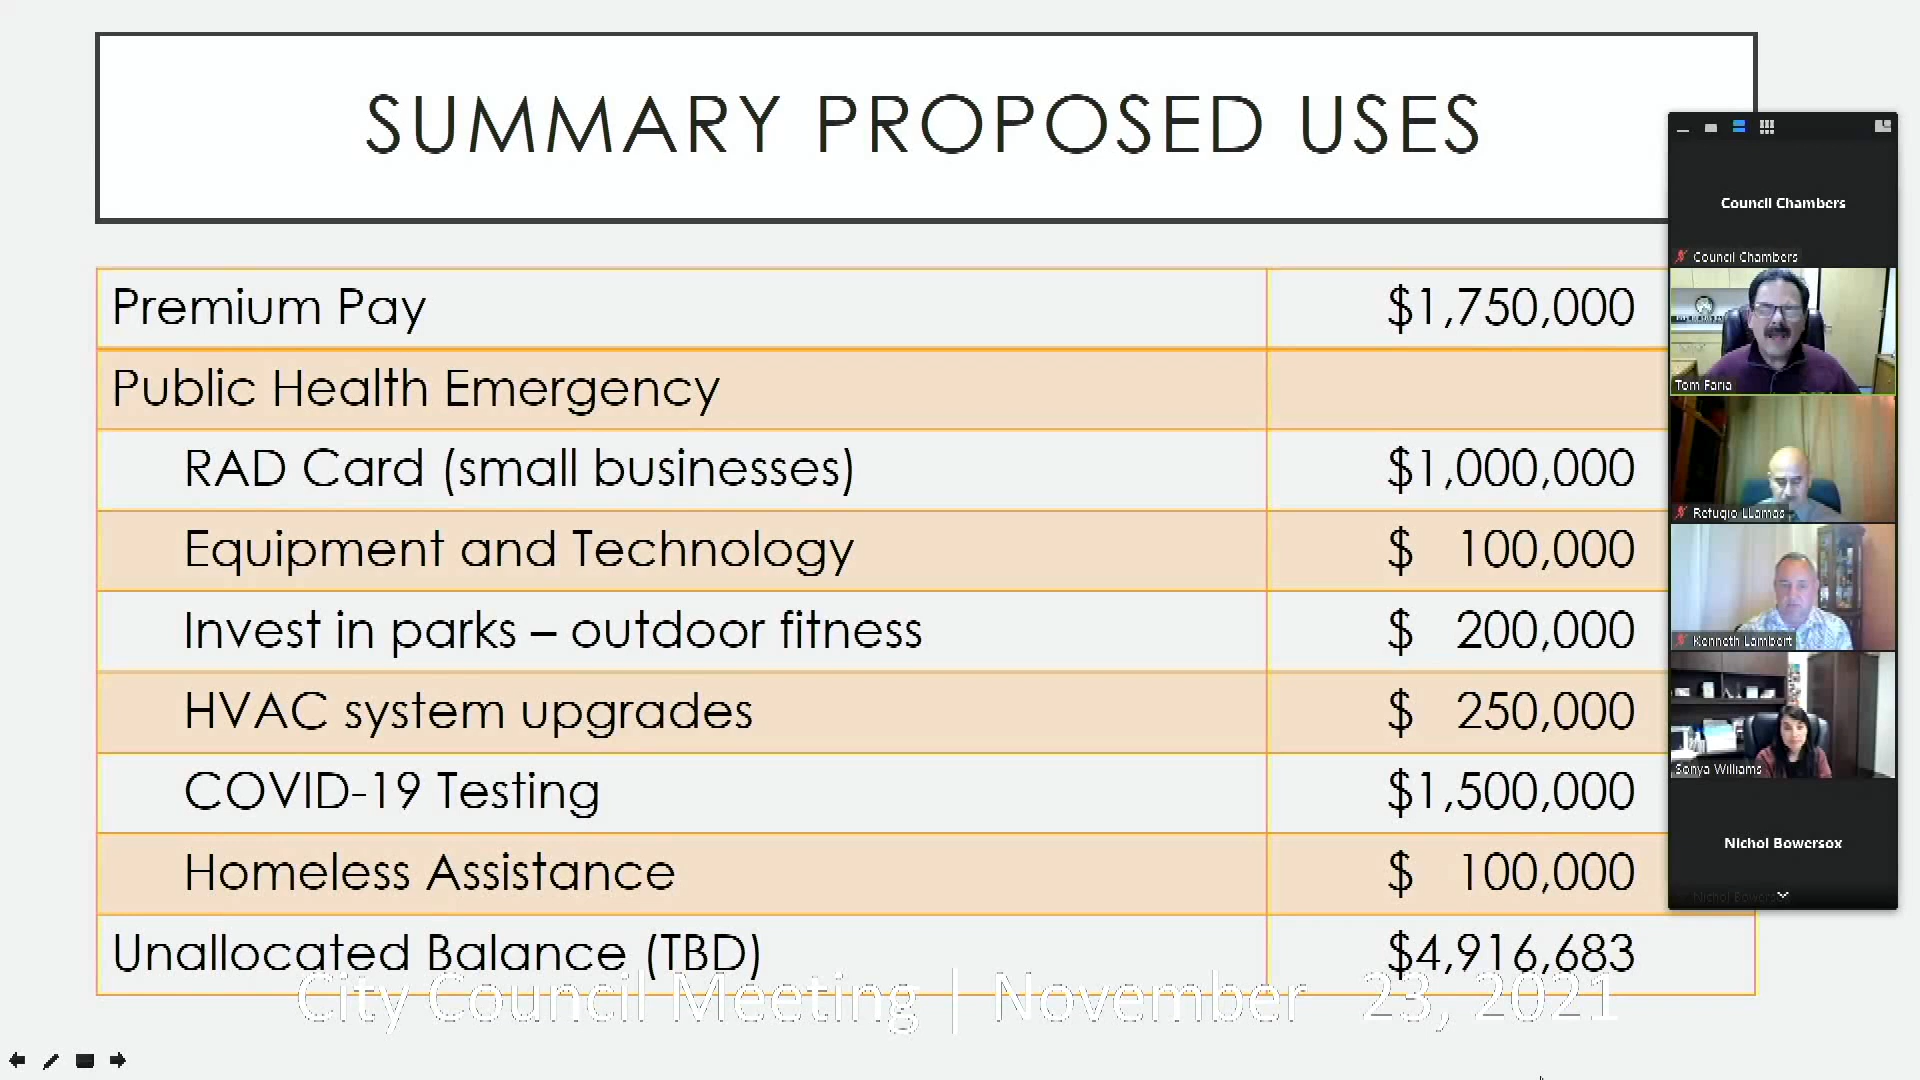 SUMMARY PROPOSED USES
Premium Pay $1,750,000
Public Health Emergency
RAD Card (small businesses) $1,000,000
Equipment and Technology $ 100,000
Invest in parks – outdoor fitness $ 200,000
HVAC system upgrades $ 250,000
COVID-19 Testing $1,500,000
Homeless Assistance $ 100,000
Unallocated Balance (TBD) $4,916,683
City Council Meeting | November 23, 2021
Council Chambers
Council Chambers
Tom Faria
Refugio LLamas
Kenneth Lambert
Sonya Williams
Nichol Bowersox